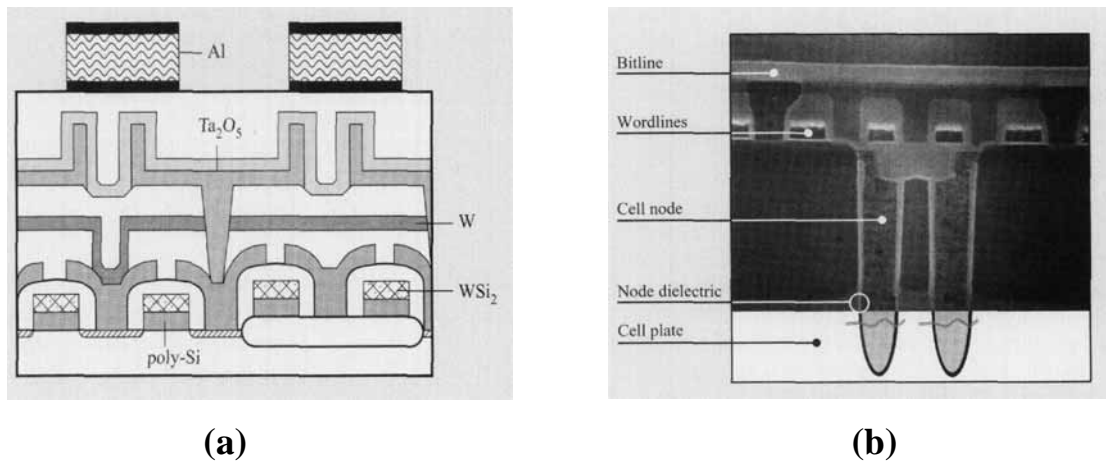 Al
Ta₂O₅
W
WSi₂
poly-Si
(a)
Bitline
Wordlines
Cell node
Node dielectric
Cell plate
(b)